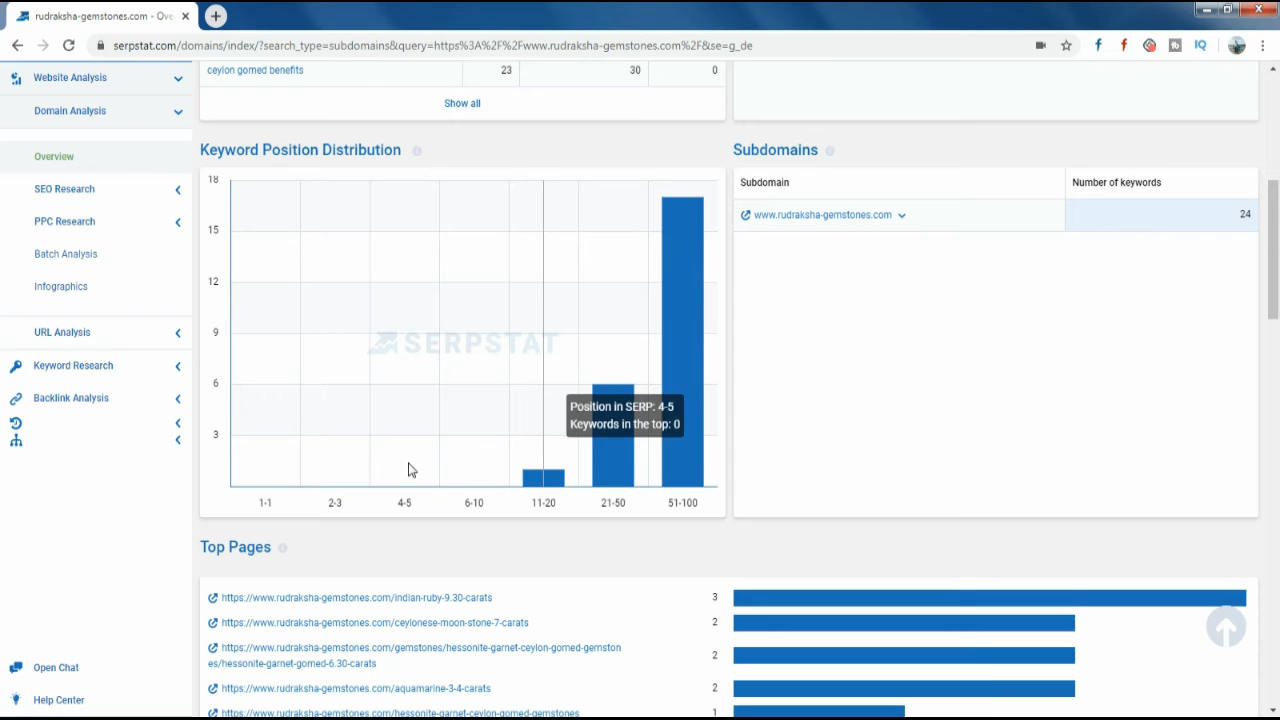 rudraksha-gemstones.com - Ove
serpstat.com/domains/index/?search_type=subdomains&query=https%3A%2F%2Fwww.rudraksha-gemstones.com%2F&se=g_de
Website Analysis
Domain Analysis
Overview
SEO Research
PPC Research
Batch Analysis
Infographics
URL Analysis
Keyword Research
Backlink Analysis
Open Chat
Help Center
ceylon gomed benefits 23 30 0
Show all
Keyword Position Distribution
18
15
12
9
6
3
SERPSTAT
Position in SERP: 4-5
Keywords in the top: 0
1-1 2-3 4-5 6-10 11-20 21-50 51-100
Subdomains
Subdomain Number of keywords
www.rudraksha-gemstones.com 24
Top Pages
https://www.rudraksha-gemstones.com/indian-ruby-9.30-carats 3
https://www.rudraksha-gemstones.com/ceylonese-moon-stone-7-carats 2
https://www.rudraksha-gemstones.com/gemstones/hessonite-garnet-ceylon-gomed-gemston
es/hessonite-garnet-gomed-6.30-carats 2
https://www.rudraksha-gemstones.com/aquamarine-3-4-carats 2
https://www.rudraksha-gemstones.com/hessonite-garnet-ceylon-gomed-gemstones 1